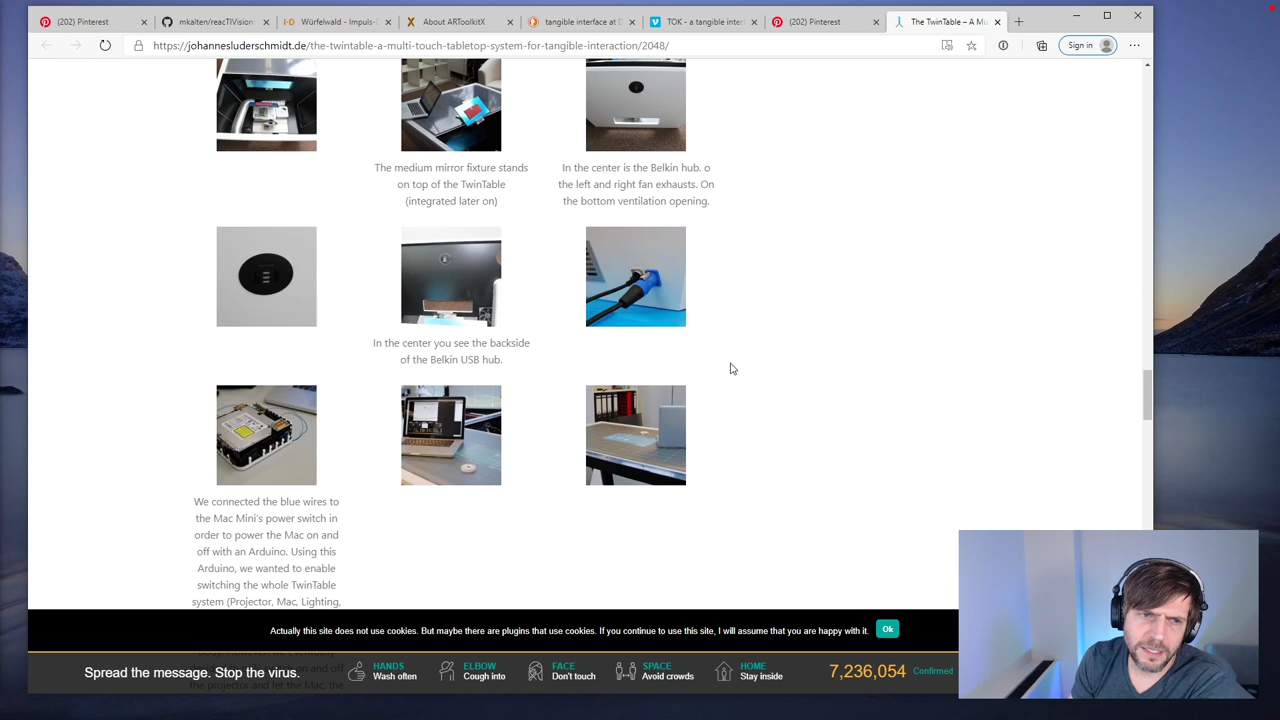 (202) Pinterest
mkalten/reacTIVision
Würfelwald - Impuls-D
About ARToolkitX
tangible interface at D
TOK - a tangible interf
(202) Pinterest
The TwinTable – A Mu
https://johannesluderschmidt.de/the-twintable-a-multi-touch-tabletop-system-for-tangible-interaction/2048/
Sign in
The medium mirror fixture stands
on top of the TwinTable
(integrated later on)
In the center is the Belkin hub. o
the left and right fan exhausts. On
the bottom ventilation opening.
In the center you see the backside
of the Belkin USB hub.
We connected the blue wires to
the Mac Mini's power switch in
order to power the Mac on and
off with an Arduino. Using this
Arduino, we wanted to enable
switching the whole TwinTable
system (Projector, Mac, Lighting,
Actually this site does not use cookies. But maybe there are plugins that use cookies. If you continue to use this site, I will assume that you are happy with it.
Ok
Spread the message. Stop the virus.
HANDS
Wash often
ELBOW
Cough into
FACE
Don't touch
SPACE
Avoid crowds
HOME
Stay inside
7,236,054 Confirmed
the projector and let the Mac, the